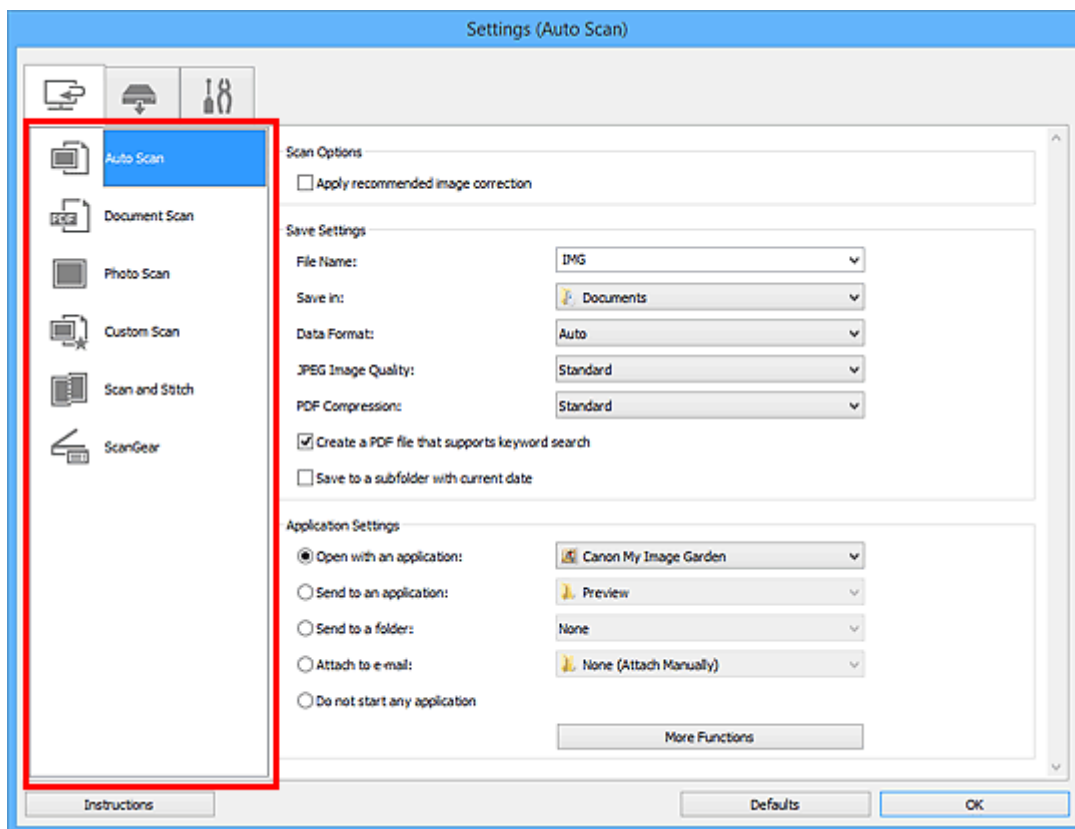 Settings (Auto Scan)
Auto Scan
PDF
Document Scan
Photo Scan
Custom Scan
Scan and Stitch
ScanGear
Scan Options
Apply recommended image correction
Save Settings
File Name: IMG
Save in: Documents
Data Format: Auto
JPEG Image Quality: Standard
PDF Compression: Standard
Create a PDF file that supports keyword search
Save to a subfolder with current date
Application Settings
Open with an application: Canon My Image Garden
Send to an application: Preview
Send to a folder: None
Attach to e-mail: None (Attach Manually)
Do not start any application
More Functions
Instructions Defaults OK